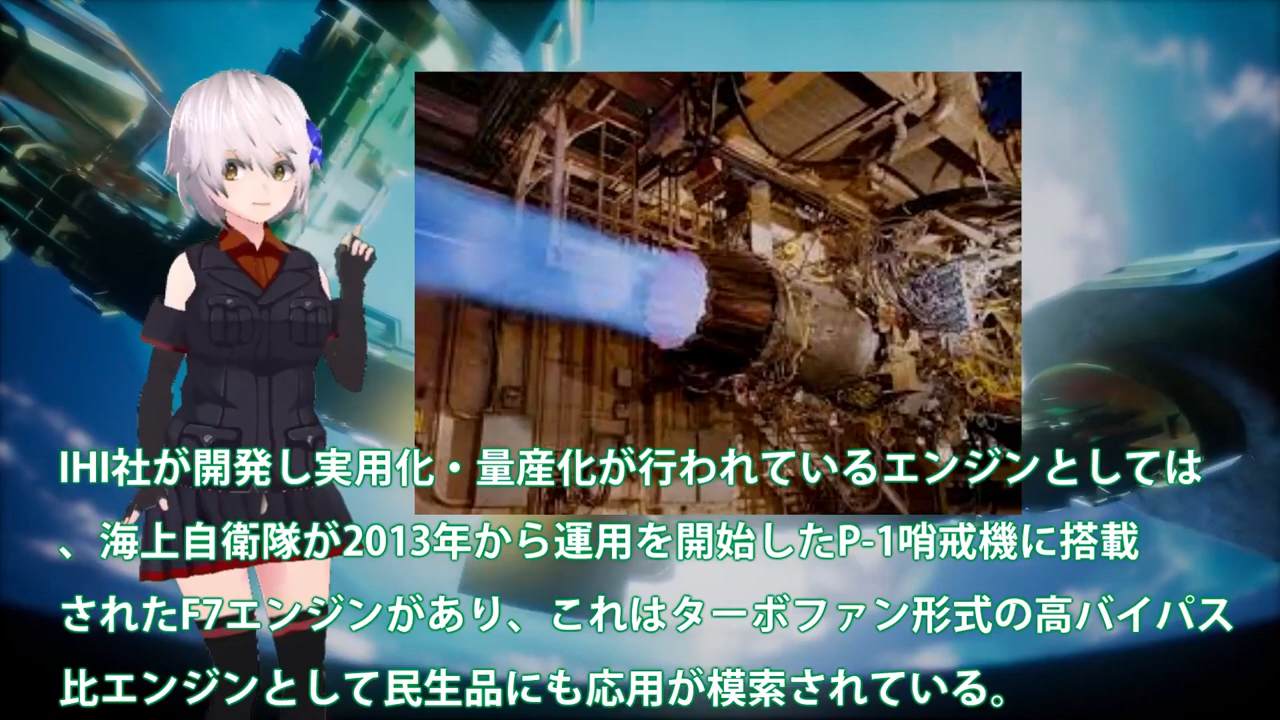 IHI社が開発し実用化・量産化が行われているエンジンとしては
、海上自衛隊が2013年から運用を開始したP-1哨戒機に搭載
されたF7エンジンがあり、これはターボファン形式の高バイパス
比エンジンとして民生品にも応用が模索されている。